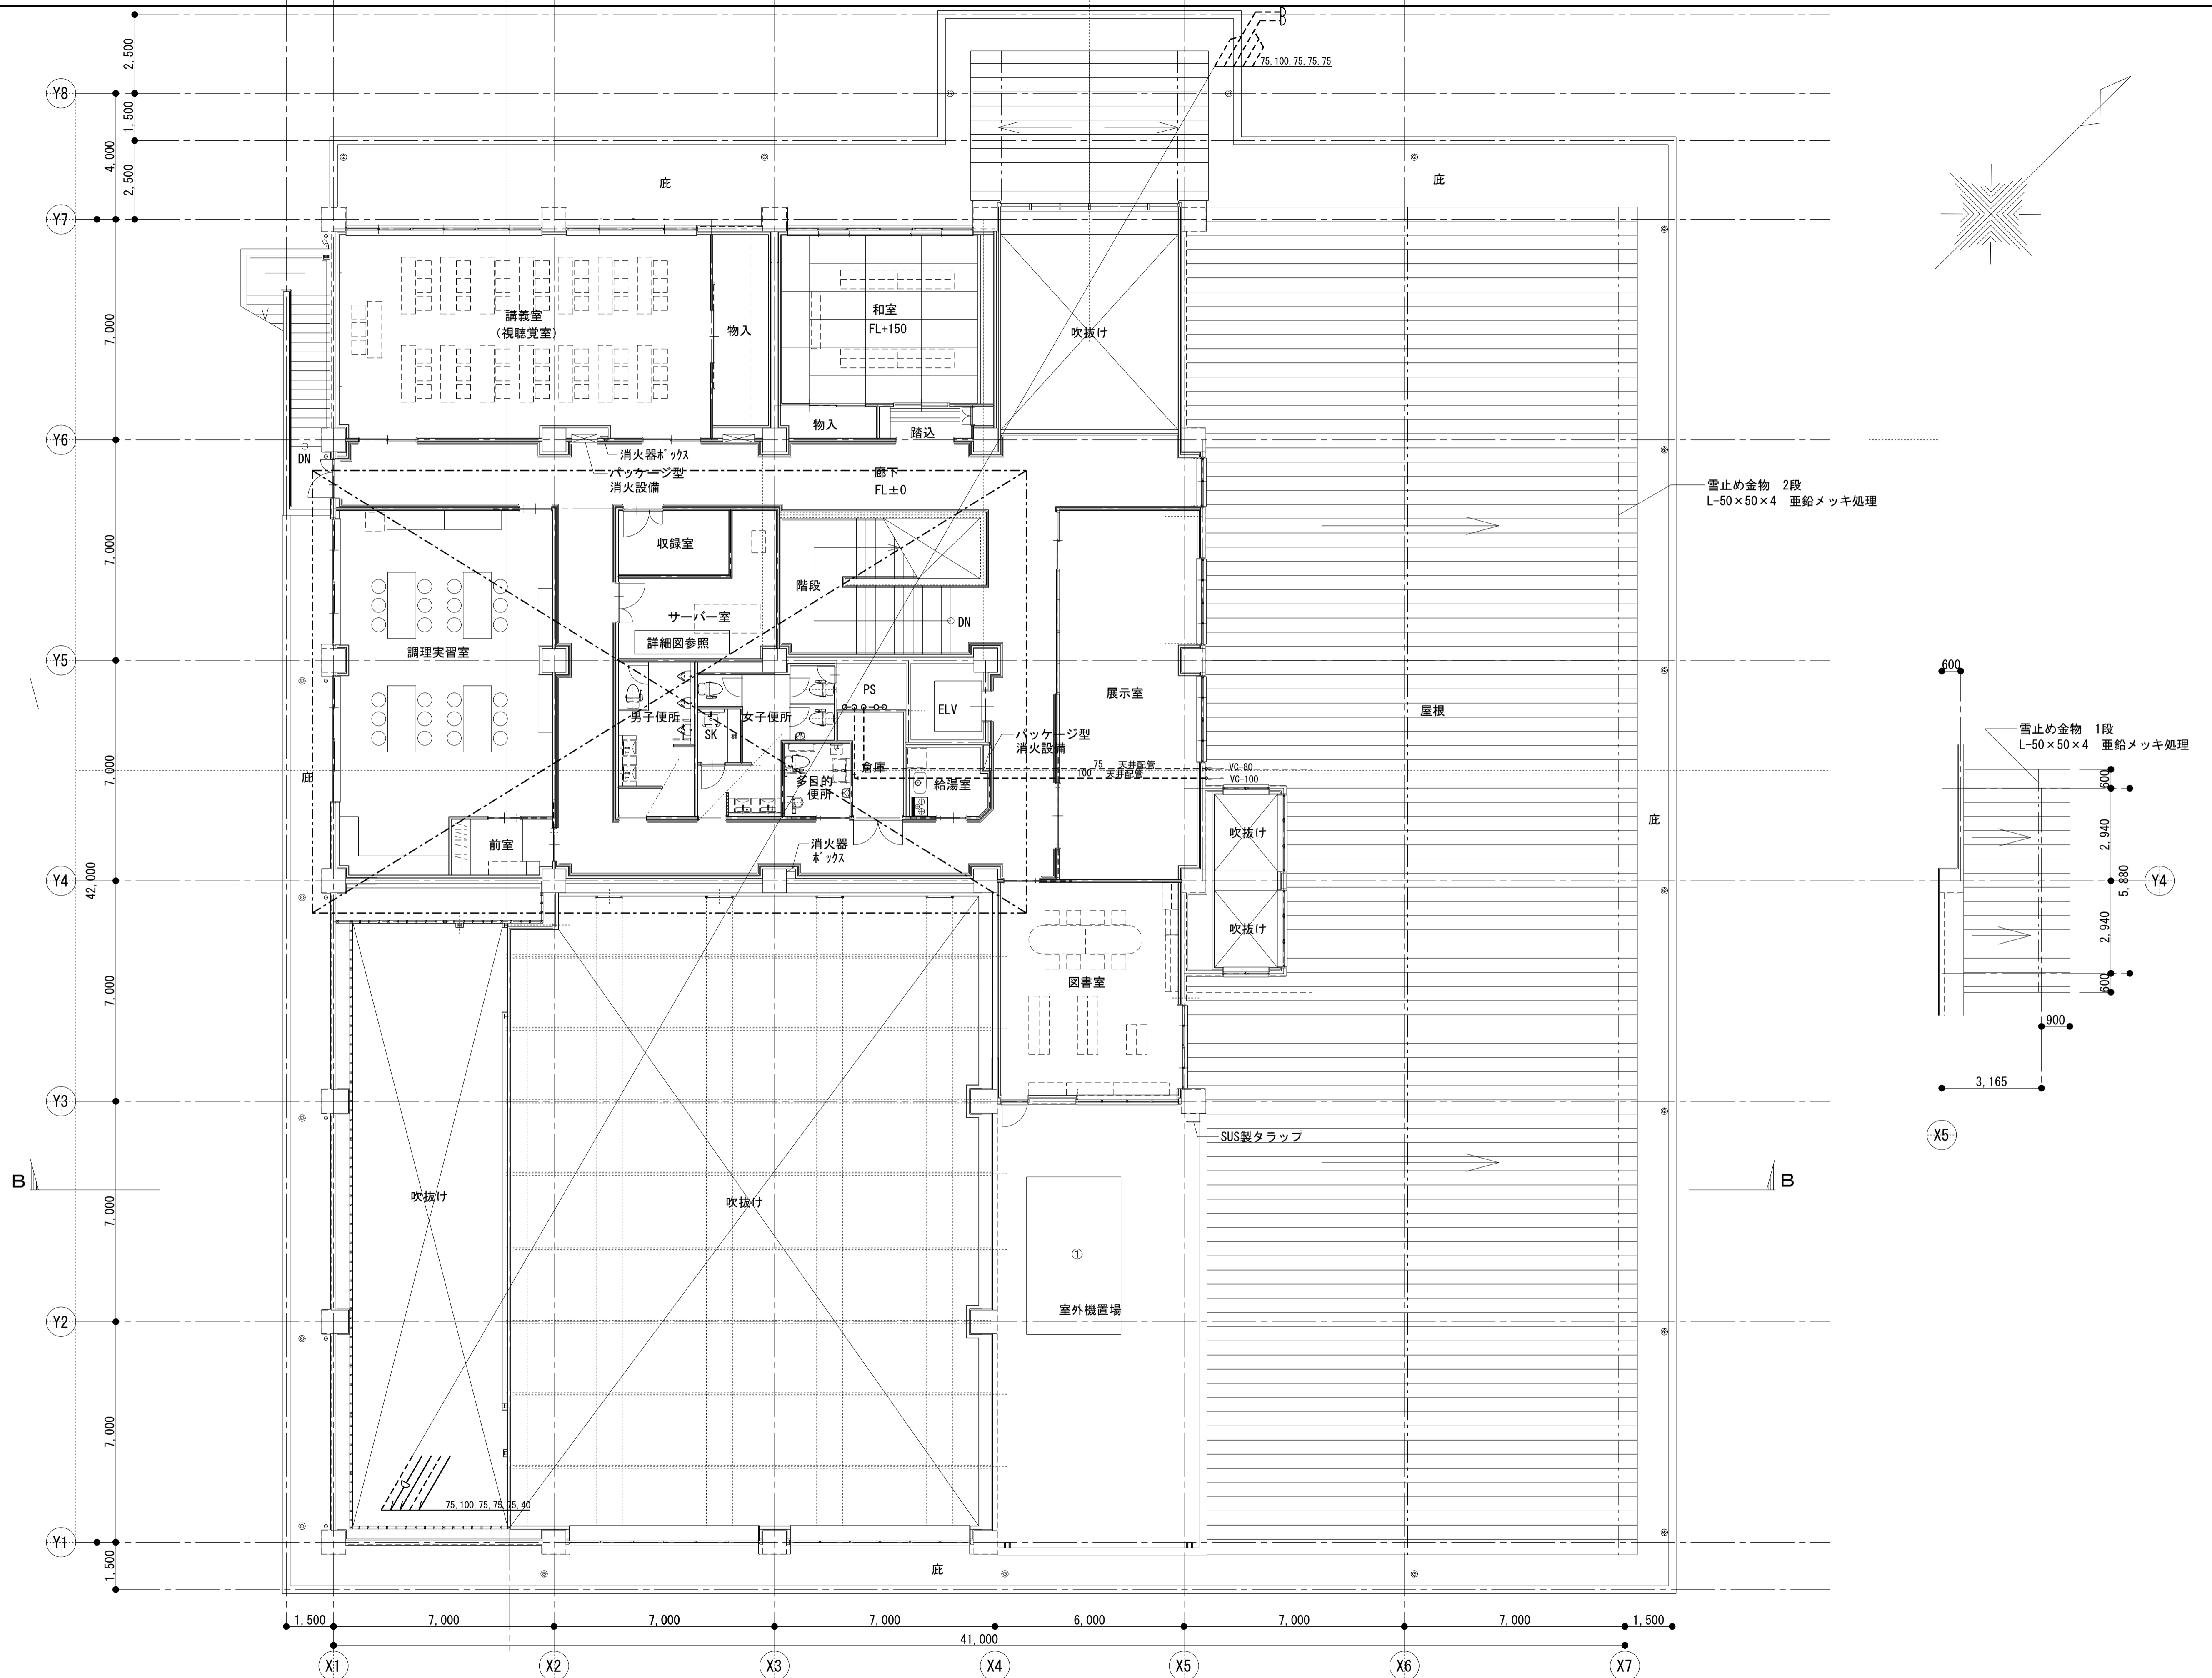 75,100,75,75,75
2,500
Y8
1,500
4,000
2,500
庇
庇
Y7
7,000
講義室
(視聴覚室)
物入
和室
FL+150
吹抜け
物入
踏込
Y6
DN
消火器ボックス
パッケージ型
消火設備
廊下
FL±0
雪止め金物 2段
L-50×50×4 亜鉛メッキ処理
7,000
収録室
階段
サーバー室
DN
詳細図参照
調理実習室
Y5
展示室
屋根
PS
ELV
男子便所
SK
女子便所
パッケージ型
消火設備
倉庫
75 天井配管
100 天井配管
VC-80
VC-100
多目的
便所
給湯室
庇
7,000
吹抜け
庇
前室
消火器
ボックス
Y4
42,000
600
雪止め金物 1段
L-50×50×4 亜鉛メッキ処理
600
2,940
5,880
Y4
2,940
600
900
3,165
X5
吹抜け
図書室
7,000
Y3
SUS製タラップ
B
B
吹抜け
吹抜け
7,000
①
室外機置場
Y2
7,000
75,100,75,75,75,40
Y1
1,500
庇
1,500
7,000
7,000
7,000
6,000
7,000
7,000
1,500
41,000
X1
X2
X3
X4
X5
X6
X7